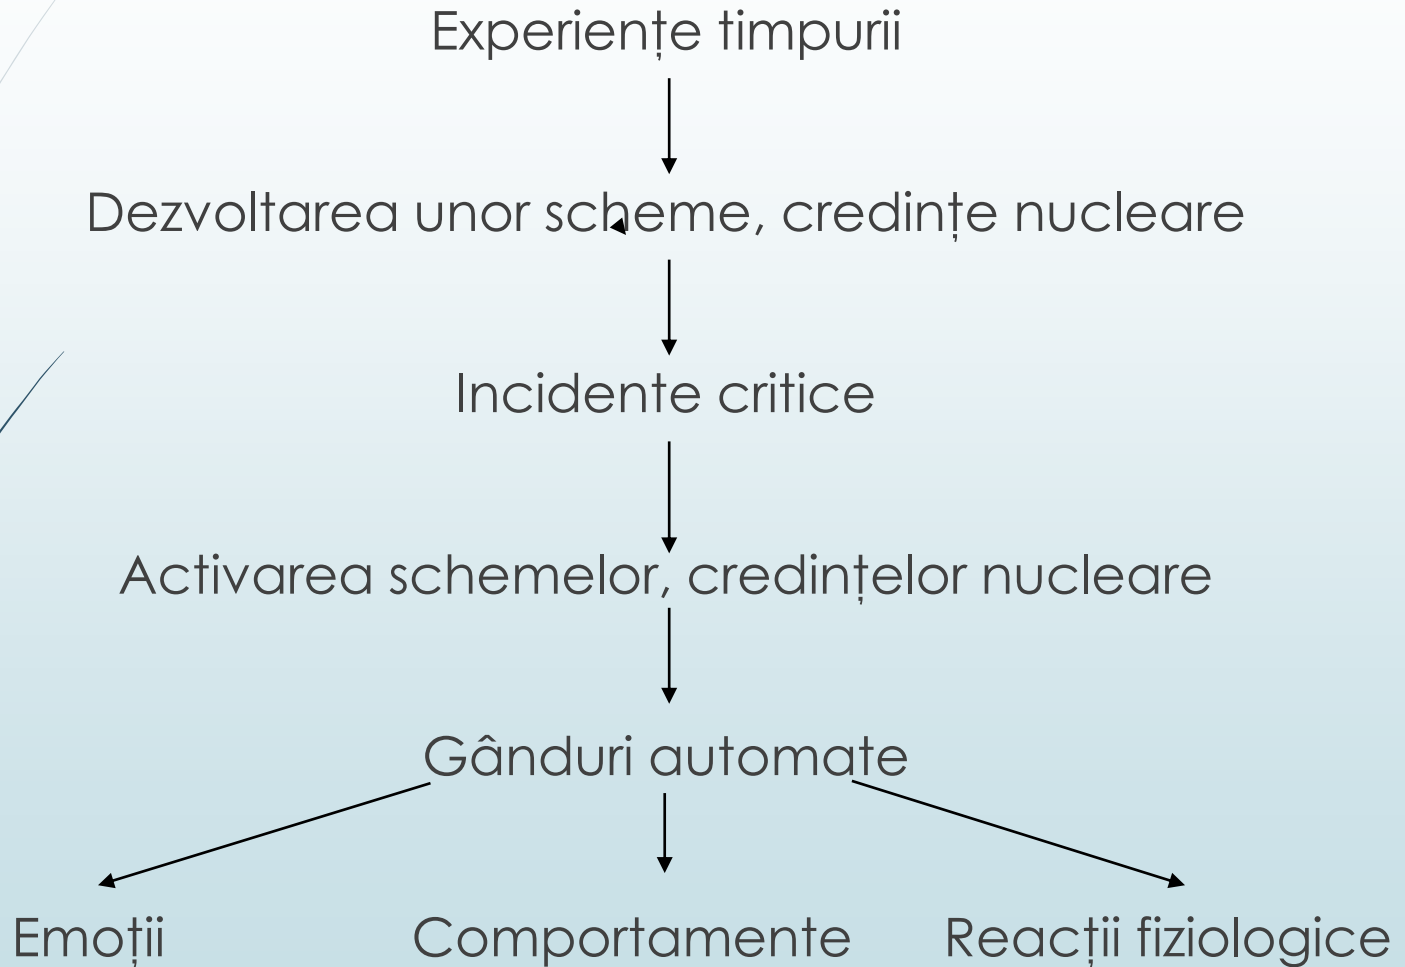 Experiențe timpurii
Dezvoltarea unor scheme, credințe nucleare
Incidente critice
Activarea schemelor, credințelor nucleare
Gânduri automate
Emoții Comportamente Reacții fiziologice